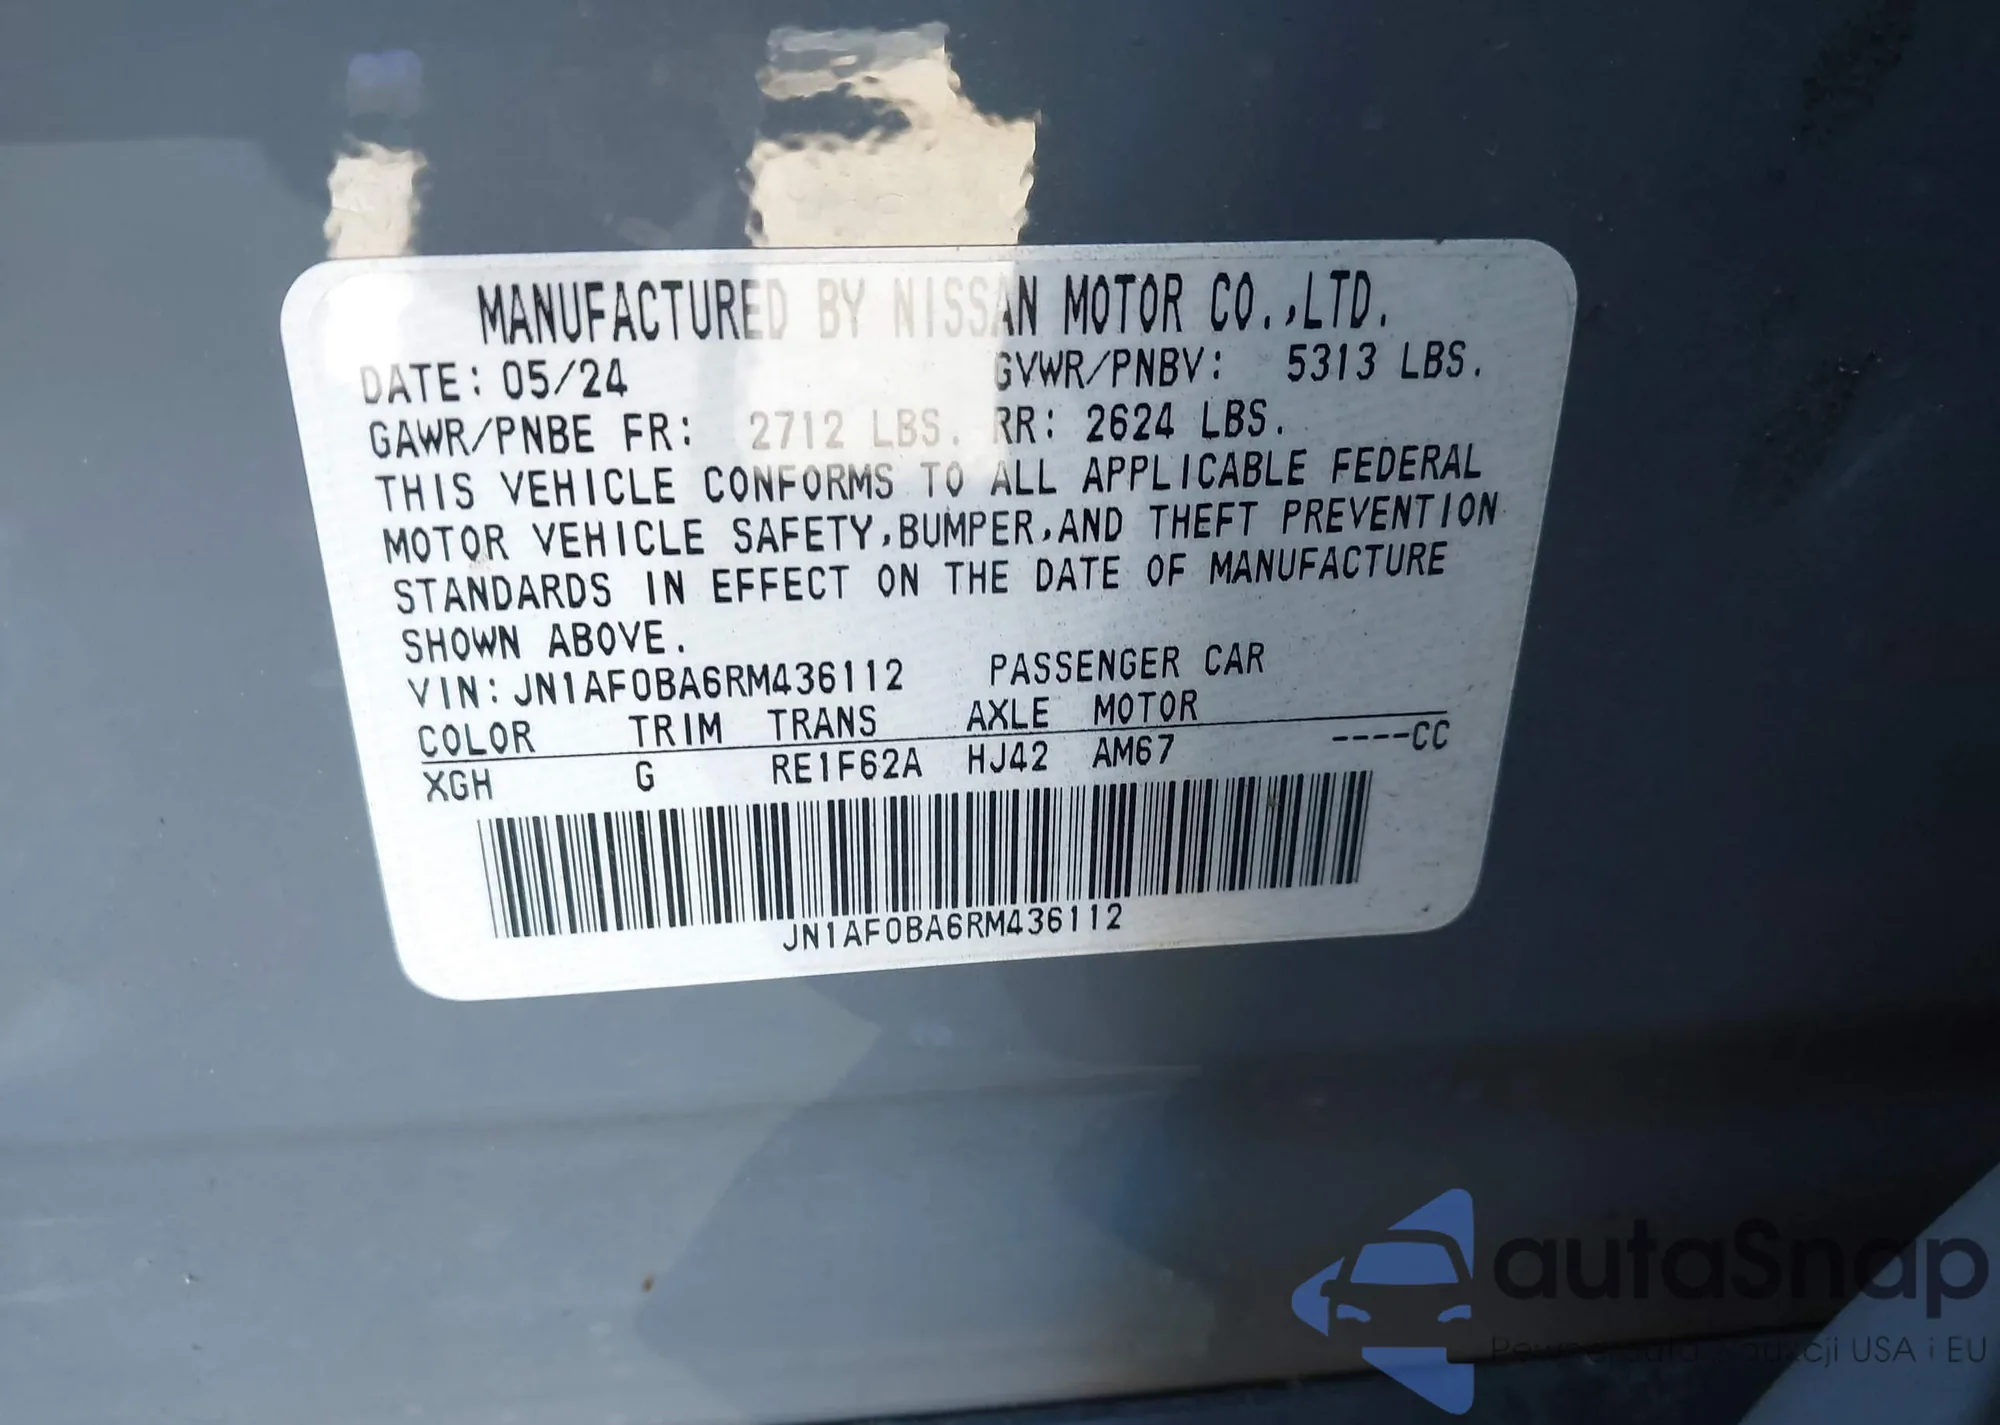 MANUFACTURED BY NISSAN MOTOR CO.,LTD.
DATE: 05/24 GVWR/PNBV: 5313 LBS.
GAWR/PNBE FR: 2712 LBS. RR: 2624 LBS.
THIS VEHICLE CONFORMS TO ALL APPLICABLE FEDERAL
MOTOR VEHICLE SAFETY,BUMPER,AND THEFT PREVENTION
STANDARDS IN EFFECT ON THE DATE OF MANUFACTURE
SHOWN ABOVE.
VIN: JN1AF0BA6RM436112 PASSENGER CAR
COLOR TRIM TRANS AXLE MOTOR
XGH G RE1F62A HJ42 AM67 ----CC
JN1AF0BA6RM436112
autaSnap
USA i EU